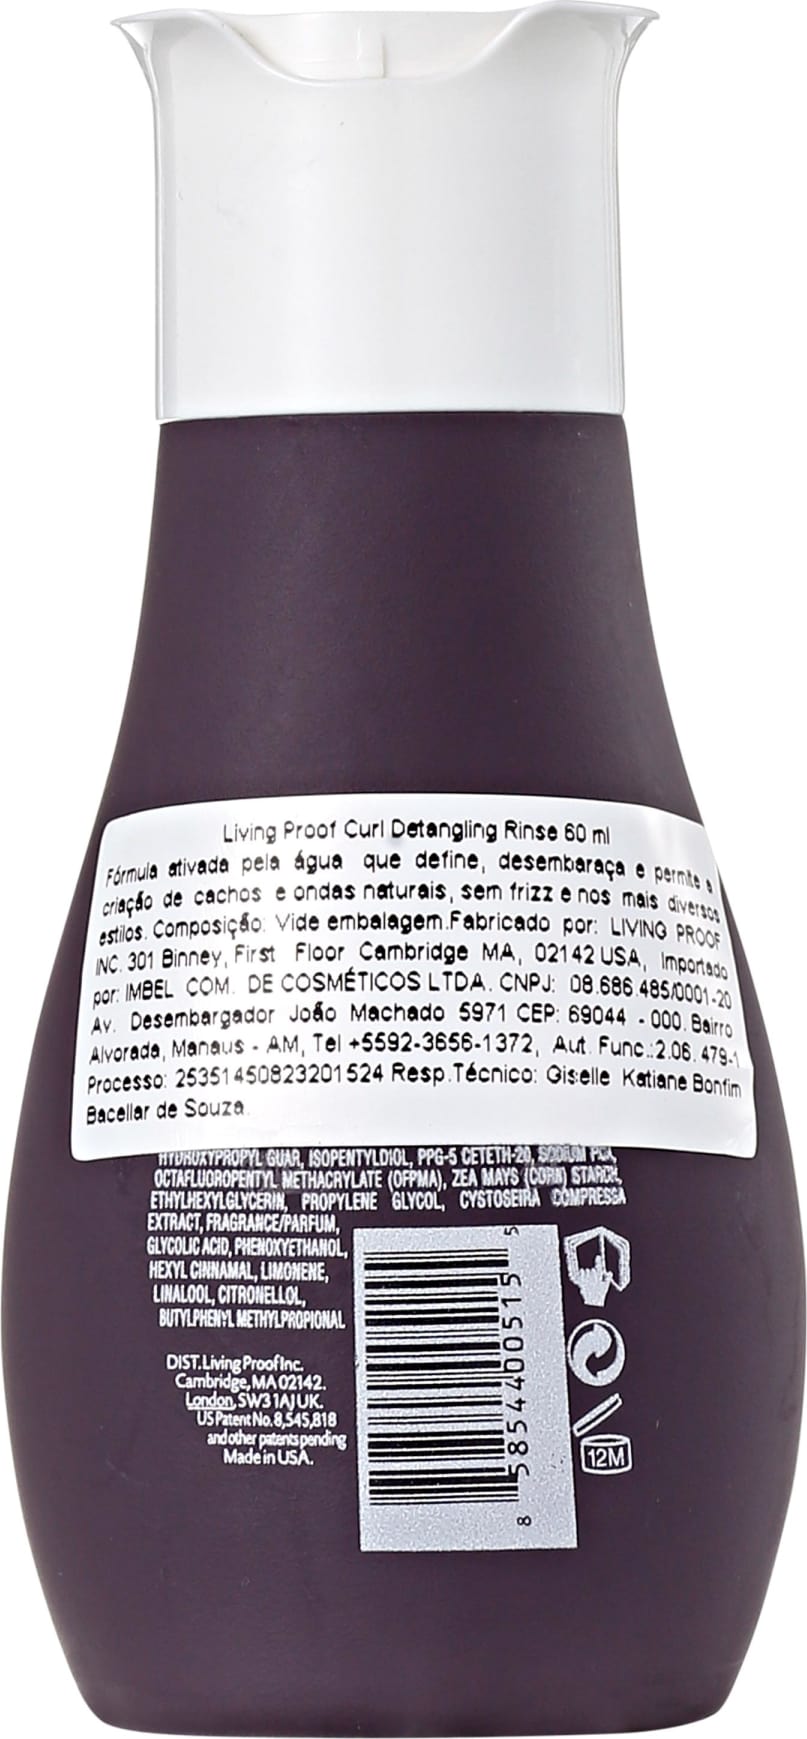 Living Proof Curl Detangling Rinse 60 ml
Fórmula ativada pela água que define, desembaraça e permite a
criação de cachos e ondas naturais, sem frizz e nos mais diversos
estilos. Composição: Vide embalagem.Fabricado por: LIVING PROOF
INC. 301 Binney, First Floor Cambridge MA, 02142 USA, Importado
por: IMBEL COM. DE COSMÉTICOS LTDA. CNPJ: 08.686.485/0001-20
Av. Desembargador João Machado 5971 CEP: 69044 - 000. Bairro
Alvorada, Manaus - AM, Tel +5592-3656-1372, Aut. Func.:2.06. 479-1
Processo: 25351450823201524 Resp.Técnico: Giselle Katiane Bonfim
Bacellar de Souza.
HYDROXYPROPYL GUAR, ISOPENTYLDIOL, PPG-5 CETETH-20, SODIUM PCA,
OCTAFLUOROPENTYL METHACRYLATE (OFPMA), ZEA MAYS (CORN) STARCH,
ETHYLHEXYLGLYCERIN, PROPYLENE GLYCOL, CYSTOSEIRA COMPRESSA
EXTRACT, FRAGRANCE/PARFUM,
GLYCOLIC ACID, PHENOXYETHANOL,
HEXYL CINNAMAL, LIMONENE,
LINALOOL, CITRONELLOL,
BUTYLPHENYL METHYLPROPIONAL
DIST. Living Proof Inc.
Cambridge, MA 02142.
London, SW3 1AJ UK.
US Patent No. 8,545,818
and other patents pending
Made in USA.
8 58544 00515 5
12M